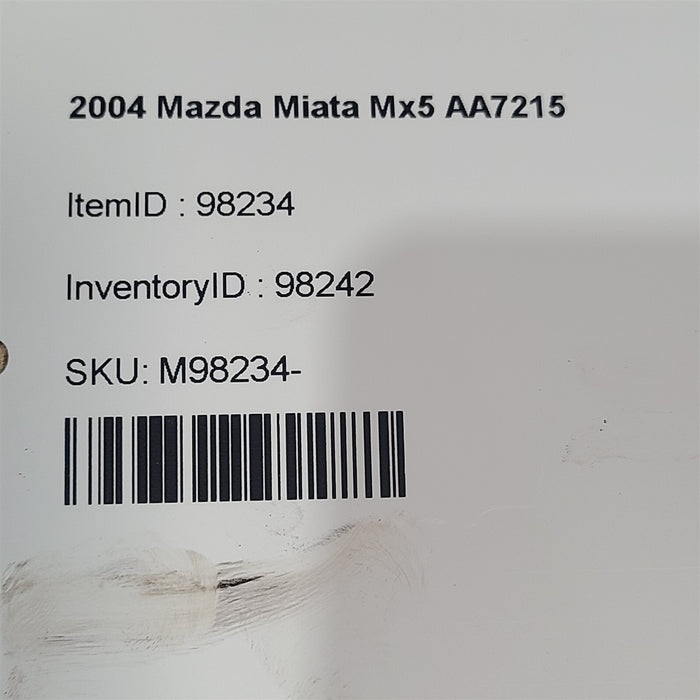 2004 Mazda Miata Mx5 AA7215
ItemID : 98234
InventoryID : 98242
SKU: M98234-